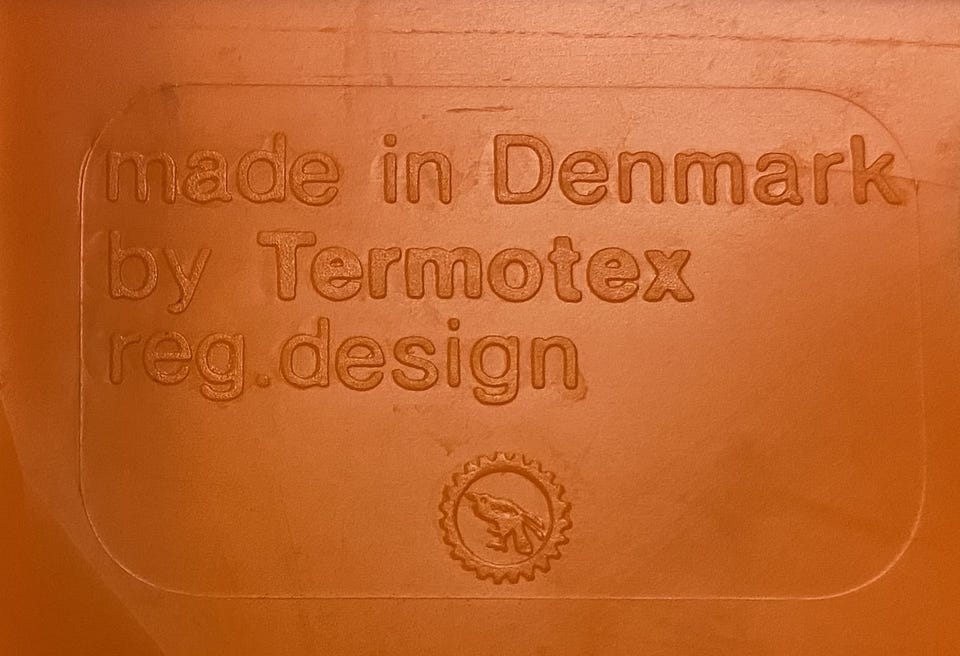 made in Denmark
by Termotex
reg.design